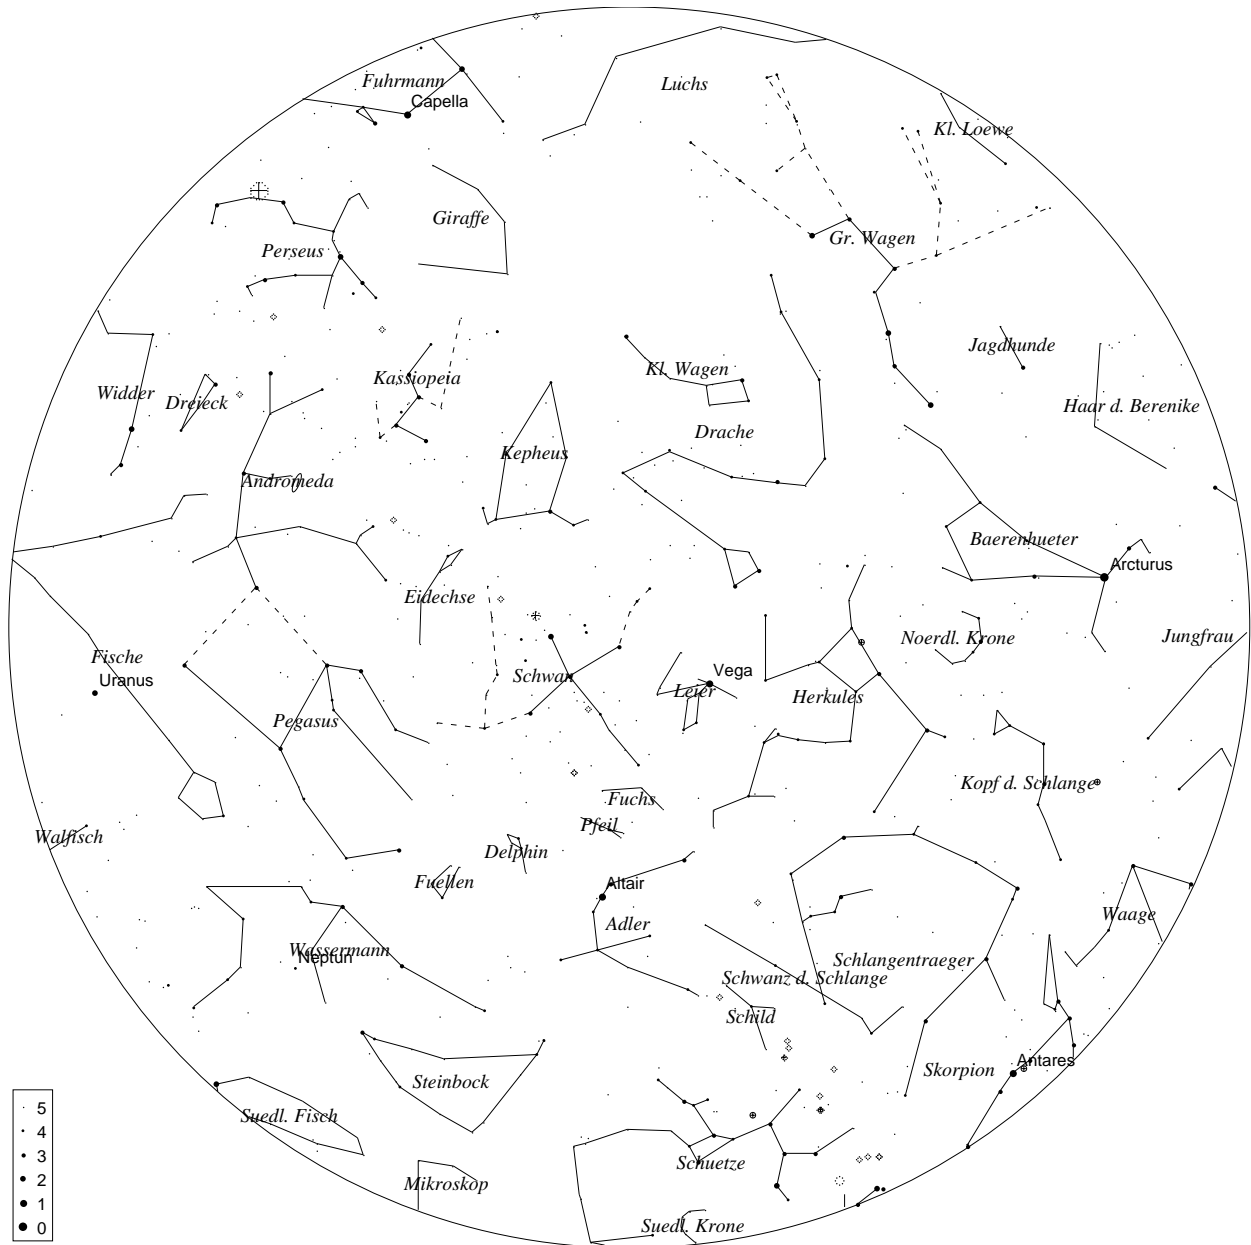 Fuhrmann
Capella
Luchs
Kl. Loewe
Giraffe
Perseus
Gr. Wagen
Jagdhunde
Widder
Dreieck
Kassiopeia
Kl. Wagen
Haar d. Berenike
Drache
Kepheus
Andromeda
Baerenhueter
Arcturus
Eidechse
Noerdl. Krone
Jungfrau
Fische
Uranus
Schwan
Vega
Leier
Herkules
Pegasus
Kopf d. Schlange
Fuchs
Pfeil
Walfisch
Delphin
Fuellen
Altair
Adler
Waage
Wassermann
Neptun
Schlangentraeger
Schwanz d. Schlange
Schild
Steinbock
Skorpion
Antares
Suedl. Fisch
Schuetze
Mikroskop
Suedl. Krone
5
4
3
2
1
0